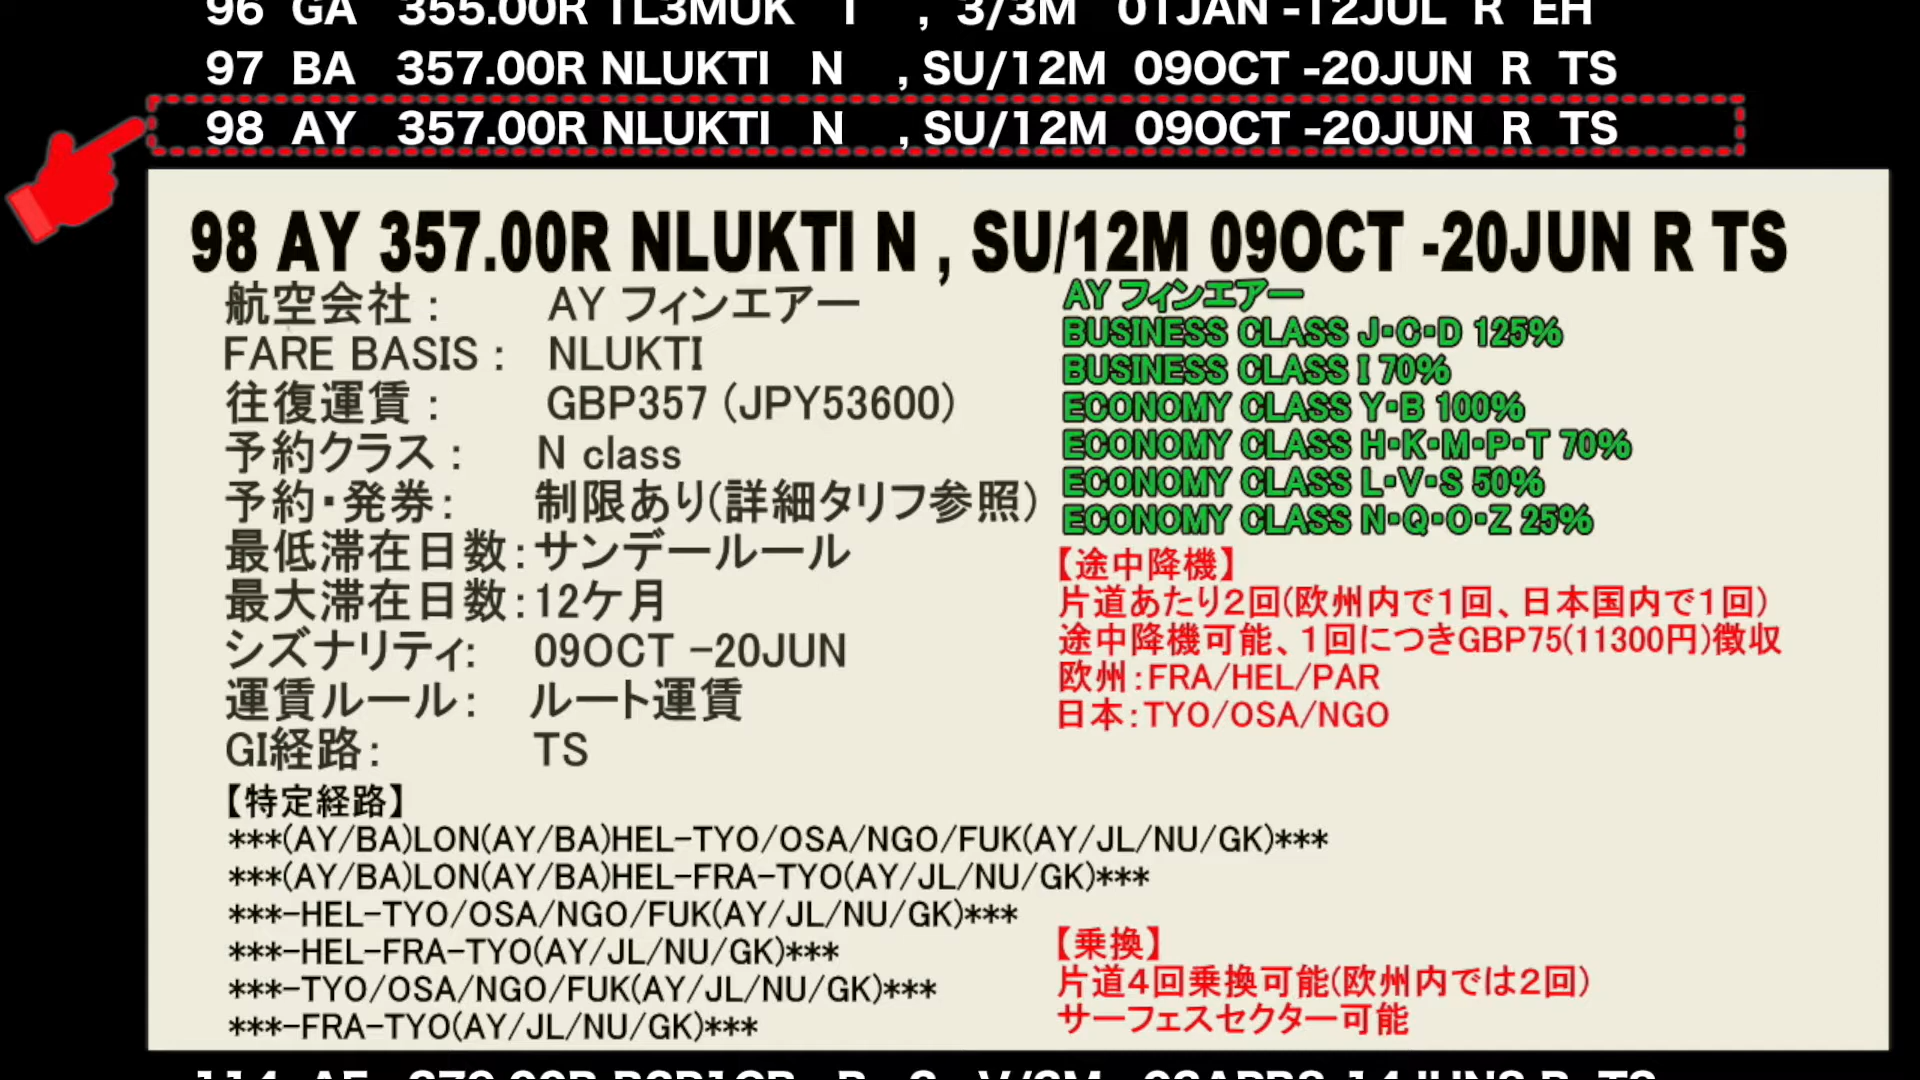 96 GA 355.00R TL3MUK T , 3/3M 01JAN -12JUL R EH
97 BA 357.00R NLUKTI N , SU/12M 09OCT -20JUN R TS
98 AY 357.00R NLUKTI N , SU/12M 09OCT -20JUN R TS
98 AY 357.00R NLUKTI N , SU/12M 09OCT -20JUN R TS
航空会社： AY フィンエアー
FARE BASIS： NLUKTI
往復運賃： GBP357 (JPY53600)
予約クラス： N class
予約・発券： 制限あり(詳細タリフ参照)
最低滞在日数：サンデールール
最大滞在日数：12ケ月
シズナリティ： 09OCT -20JUN
運賃ルール： ルート運賃
GI経路： TS
【特定経路】
***(AY/BA)LON(AY/BA)HEL-TYO/OSA/NGO/FUK(AY/JL/NU/GK)***
***(AY/BA)LON(AY/BA)HEL-FRA-TYO(AY/JL/NU/GK)***
***-HEL-TYO/OSA/NGO/FUK(AY/JL/NU/GK)***
***-HEL-FRA-TYO(AY/JL/NU/GK)***
***-TYO/OSA/NGO/FUK(AY/JL/NU/GK)***
***-FRA-TYO(AY/JL/NU/GK)***
AY フィンエアー
BUSINESS CLASS J・C・D 125%
BUSINESS CLASS I 70%
ECONOMY CLASS Y・B 100%
ECONOMY CLASS H・K・M・P・T 70%
ECONOMY CLASS L・V・S 50%
ECONOMY CLASS N・Q・O・Z 25%
【途中降機】
片道あたり２回(欧州内で１回、日本国内で１回)
途中降機可能、１回につきGBP75(11300円)徴収
欧州：FRA/HEL/PAR
日本：TYO/OSA/NGO
【乗換】
片道４回乗換可能(欧州内では２回)
サーフェスセクター可能